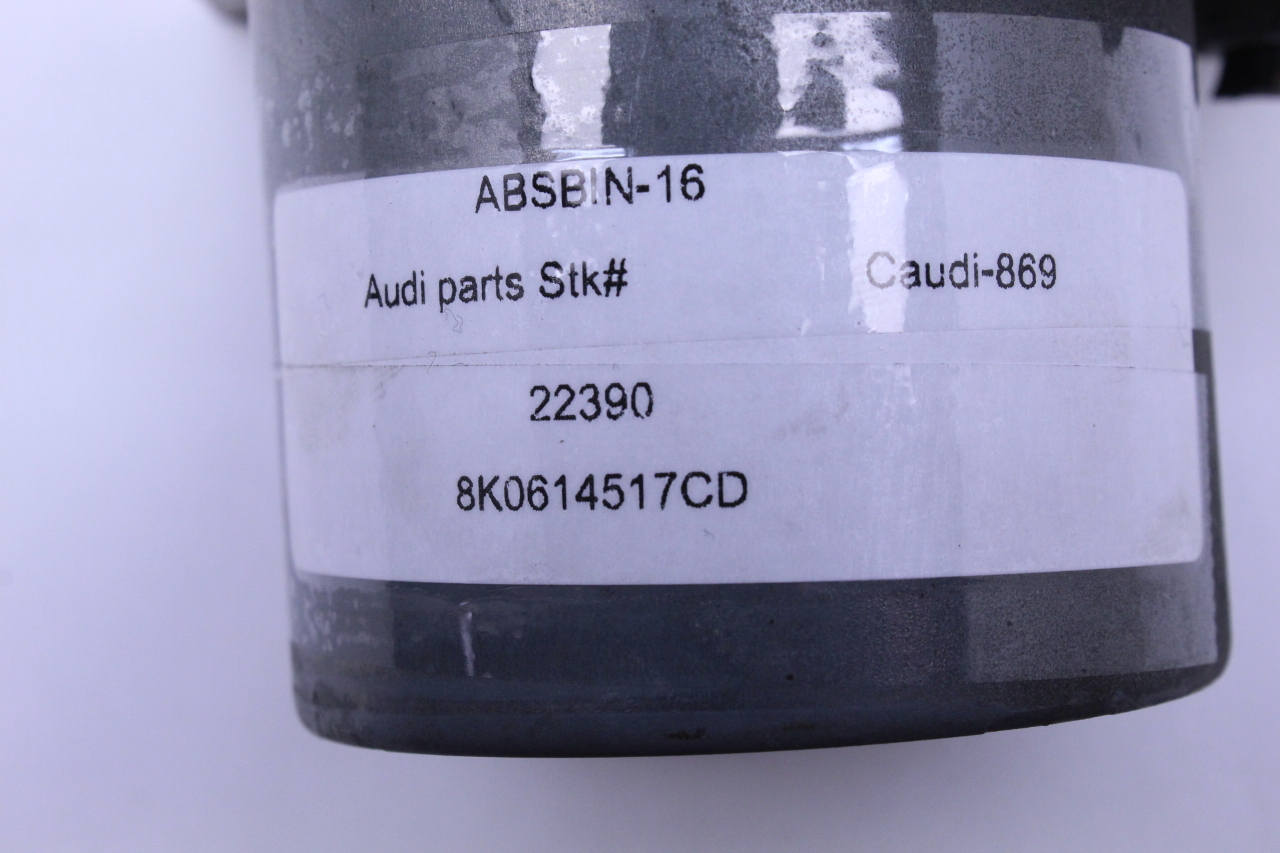 ABSBIN-16
Audi parts Stk# Caudi-869
22390
8K0614517CD